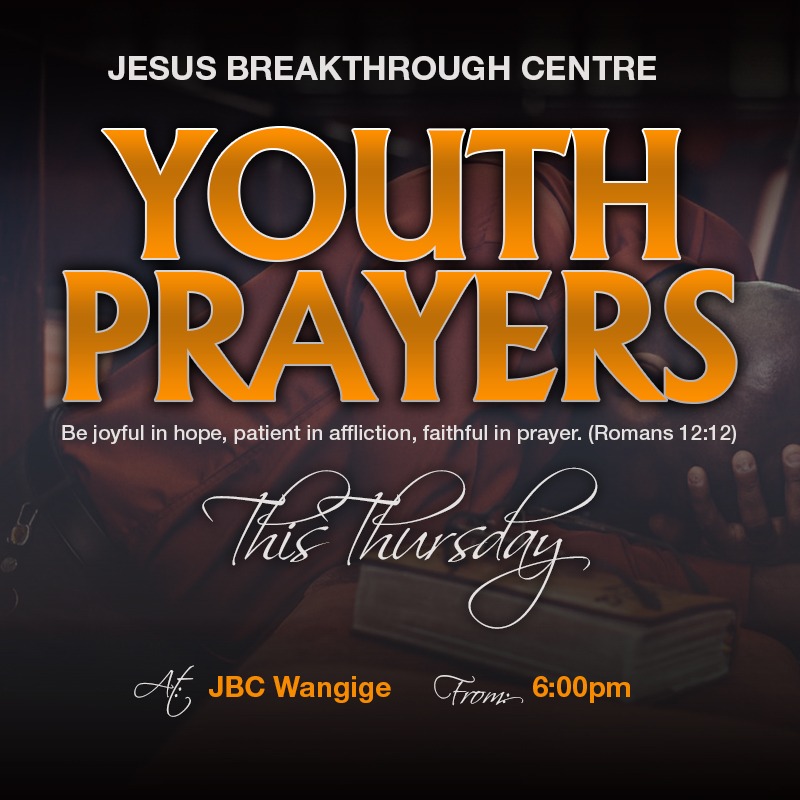 JESUS BREAKTHROUGH CENTRE
YOUTH
PRAYERS
Be joyful in hope, patient in affliction, faithful in prayer. (Romans 12:12)
This Thursday
At: JBC Wangige From: 6:00pm